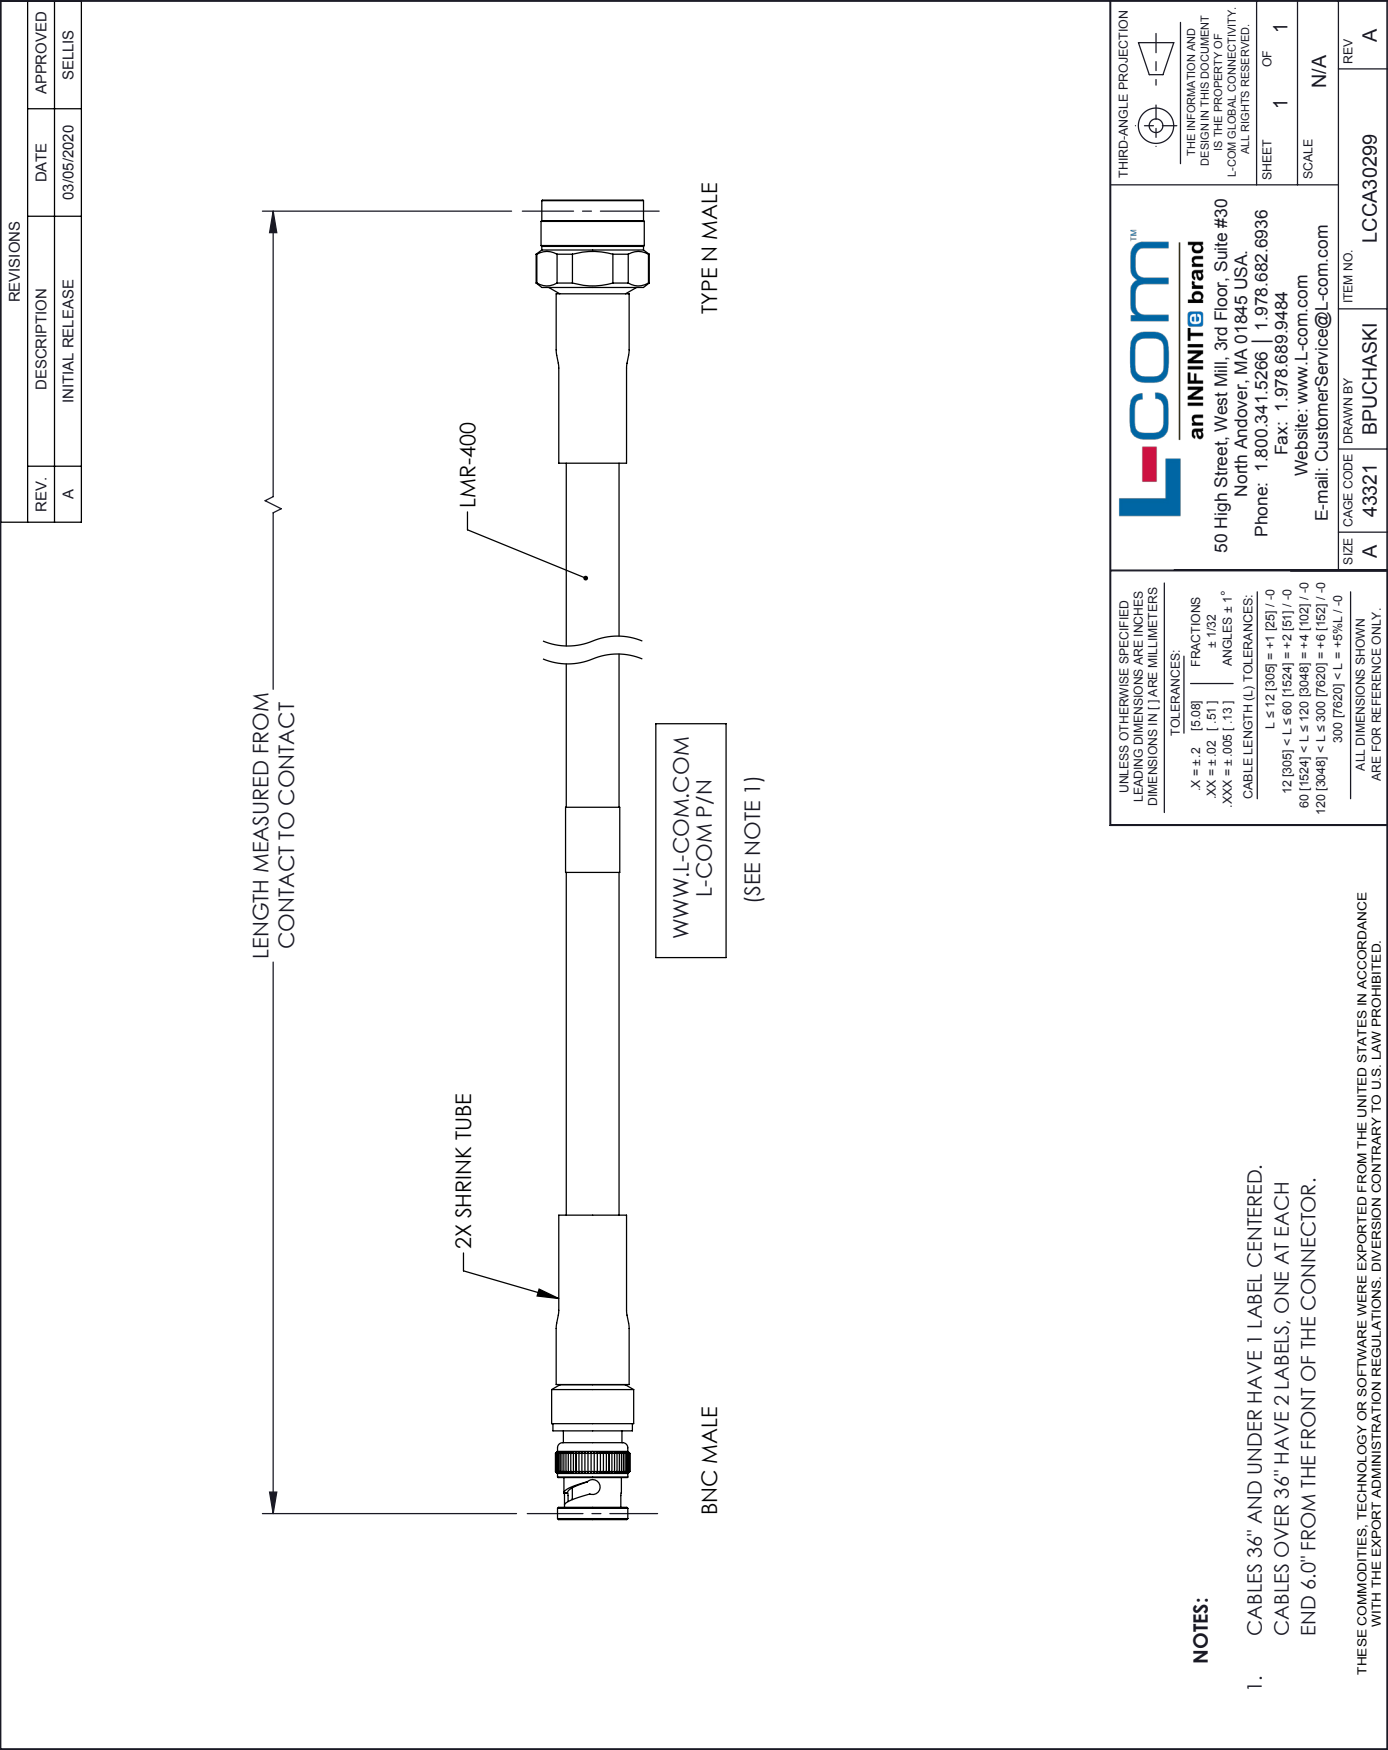 REVISIONS
REV.
DESCRIPTION
DATE
APPROVED
A
INITIAL RELEASE
03/05/2020
SELLIS
LENGTH MEASURED FROM
CONTACT TO CONTACT
2X SHRINK TUBE
LMR-400
BNC MALE
WWW.L-COM.COM
L-COM P/N
(SEE NOTE 1)
TYPE N MALE
NOTES:
1. CABLES 36" AND UNDER HAVE 1 LABEL CENTERED.
CABLES OVER 36" HAVE 2 LABELS, ONE AT EACH
END 6.0" FROM THE FRONT OF THE CONNECTOR.
THESE COMMODITIES, TECHNOLOGY OR SOFTWARE WERE EXPORTED FROM THE UNITED STATES IN ACCORDANCE
WITH THE EXPORT ADMINISTRATION REGULATIONS. DIVERSION CONTRARY TO U.S. LAW PROHIBITED.
UNLESS OTHERWISE SPECIFIED
LEADING DIMENSIONS ARE INCHES
DIMENSIONS IN [ ] ARE MILLIMETERS
TOLERANCES:
.X = ±.2 [5.08]
.XX = ±.02 [ .51]
.XXX = ±.005 [ .13 ]
FRACTIONS
± 1/32
ANGLES ± 1°
CABLE LENGTH (L) TOLERANCES:
L ≤ 12 [305] = +1 [25] / -0
12 [305] < L ≤ 60 [1524] = +2 [51] / -0
60 [1524] < L ≤ 120 [3048] = +4 [102] / -0
120 [3048] < L ≤ 300 [7620] = +6 [152] / -0
300 [7620] < L = +5%L / -0
ALL DIMENSIONS SHOWN
ARE FOR REFERENCE ONLY.
L-com™
an INFINITe brand
50 High Street, West Mill, 3rd Floor, Suite #30
North Andover, MA 01845 USA.
Phone: 1.800.341.5266 | 1.978.682.6936
Fax: 1.978.689.9484
Website: www.L-com.com
E-mail: CustomerService@L-com.com
THIRD-ANGLE PROJECTION
THE INFORMATION AND
DESIGN IN THIS DOCUMENT
IS THE PROPERTY OF
L-COM GLOBAL CONNECTIVITY.
ALL RIGHTS RESERVED.
SHEET 1 OF 1
SCALE N/A
SIZE
A
CAGE CODE
43321
DRAWN BY
BPUCHASKI
ITEM NO.
LCCA30299
REV
A